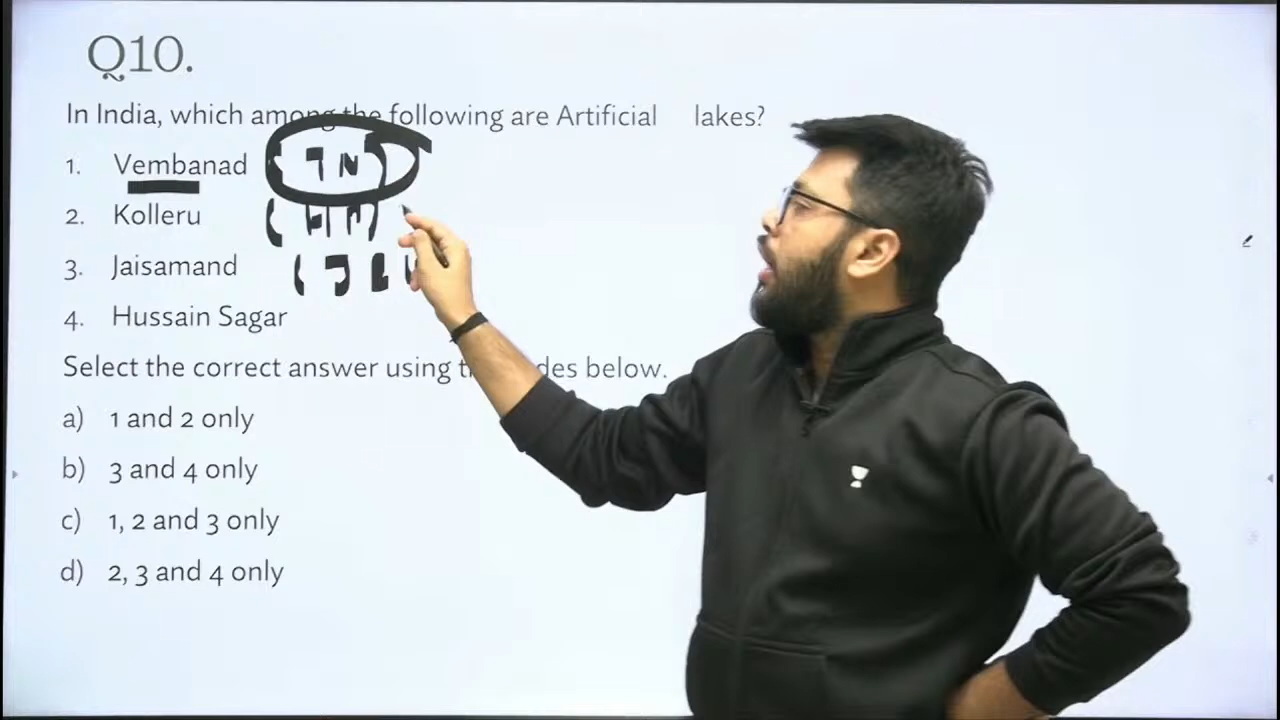 Q10.
In India, which among the following are Artificial lakes?
1. Vembanad ( TN )
2. Kolleru
3. Jaisamand
4. Hussain Sagar
Select the correct answer using the below.
a) 1 and 2 only
b) 3 and 4 only
c) 1, 2 and 3 only
d) 2, 3 and 4 only